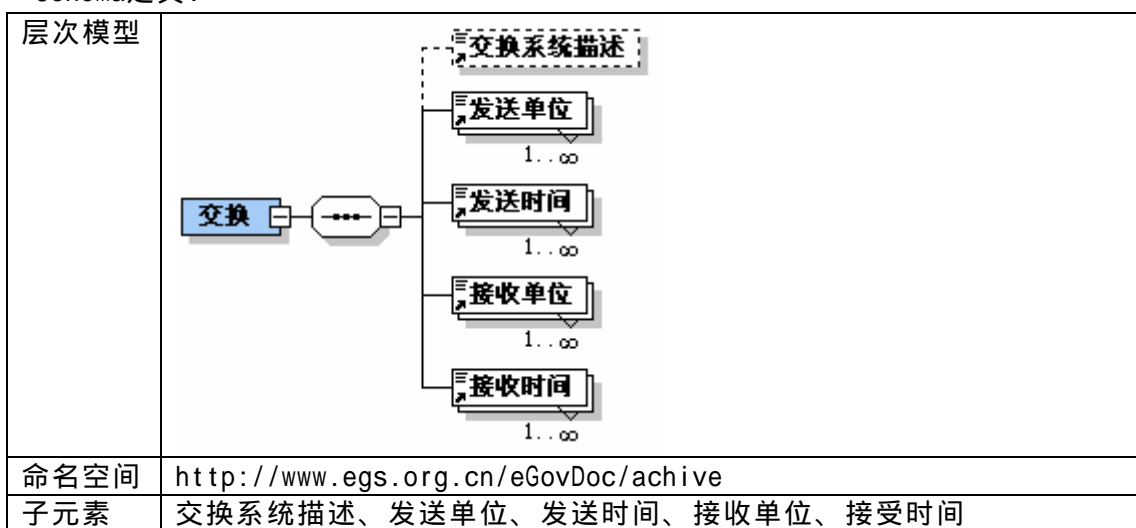 Schema定义：
层次模型
交换系统描述
发送单位
1..∞
发送时间
1..∞
交换
接收单位
1..∞
接收时间
1..∞
命名空间 http://www.egs.org.cn/eGovDoc/achive
子元素 交换系统描述、发送单位、发送时间、接收单位、接受时间